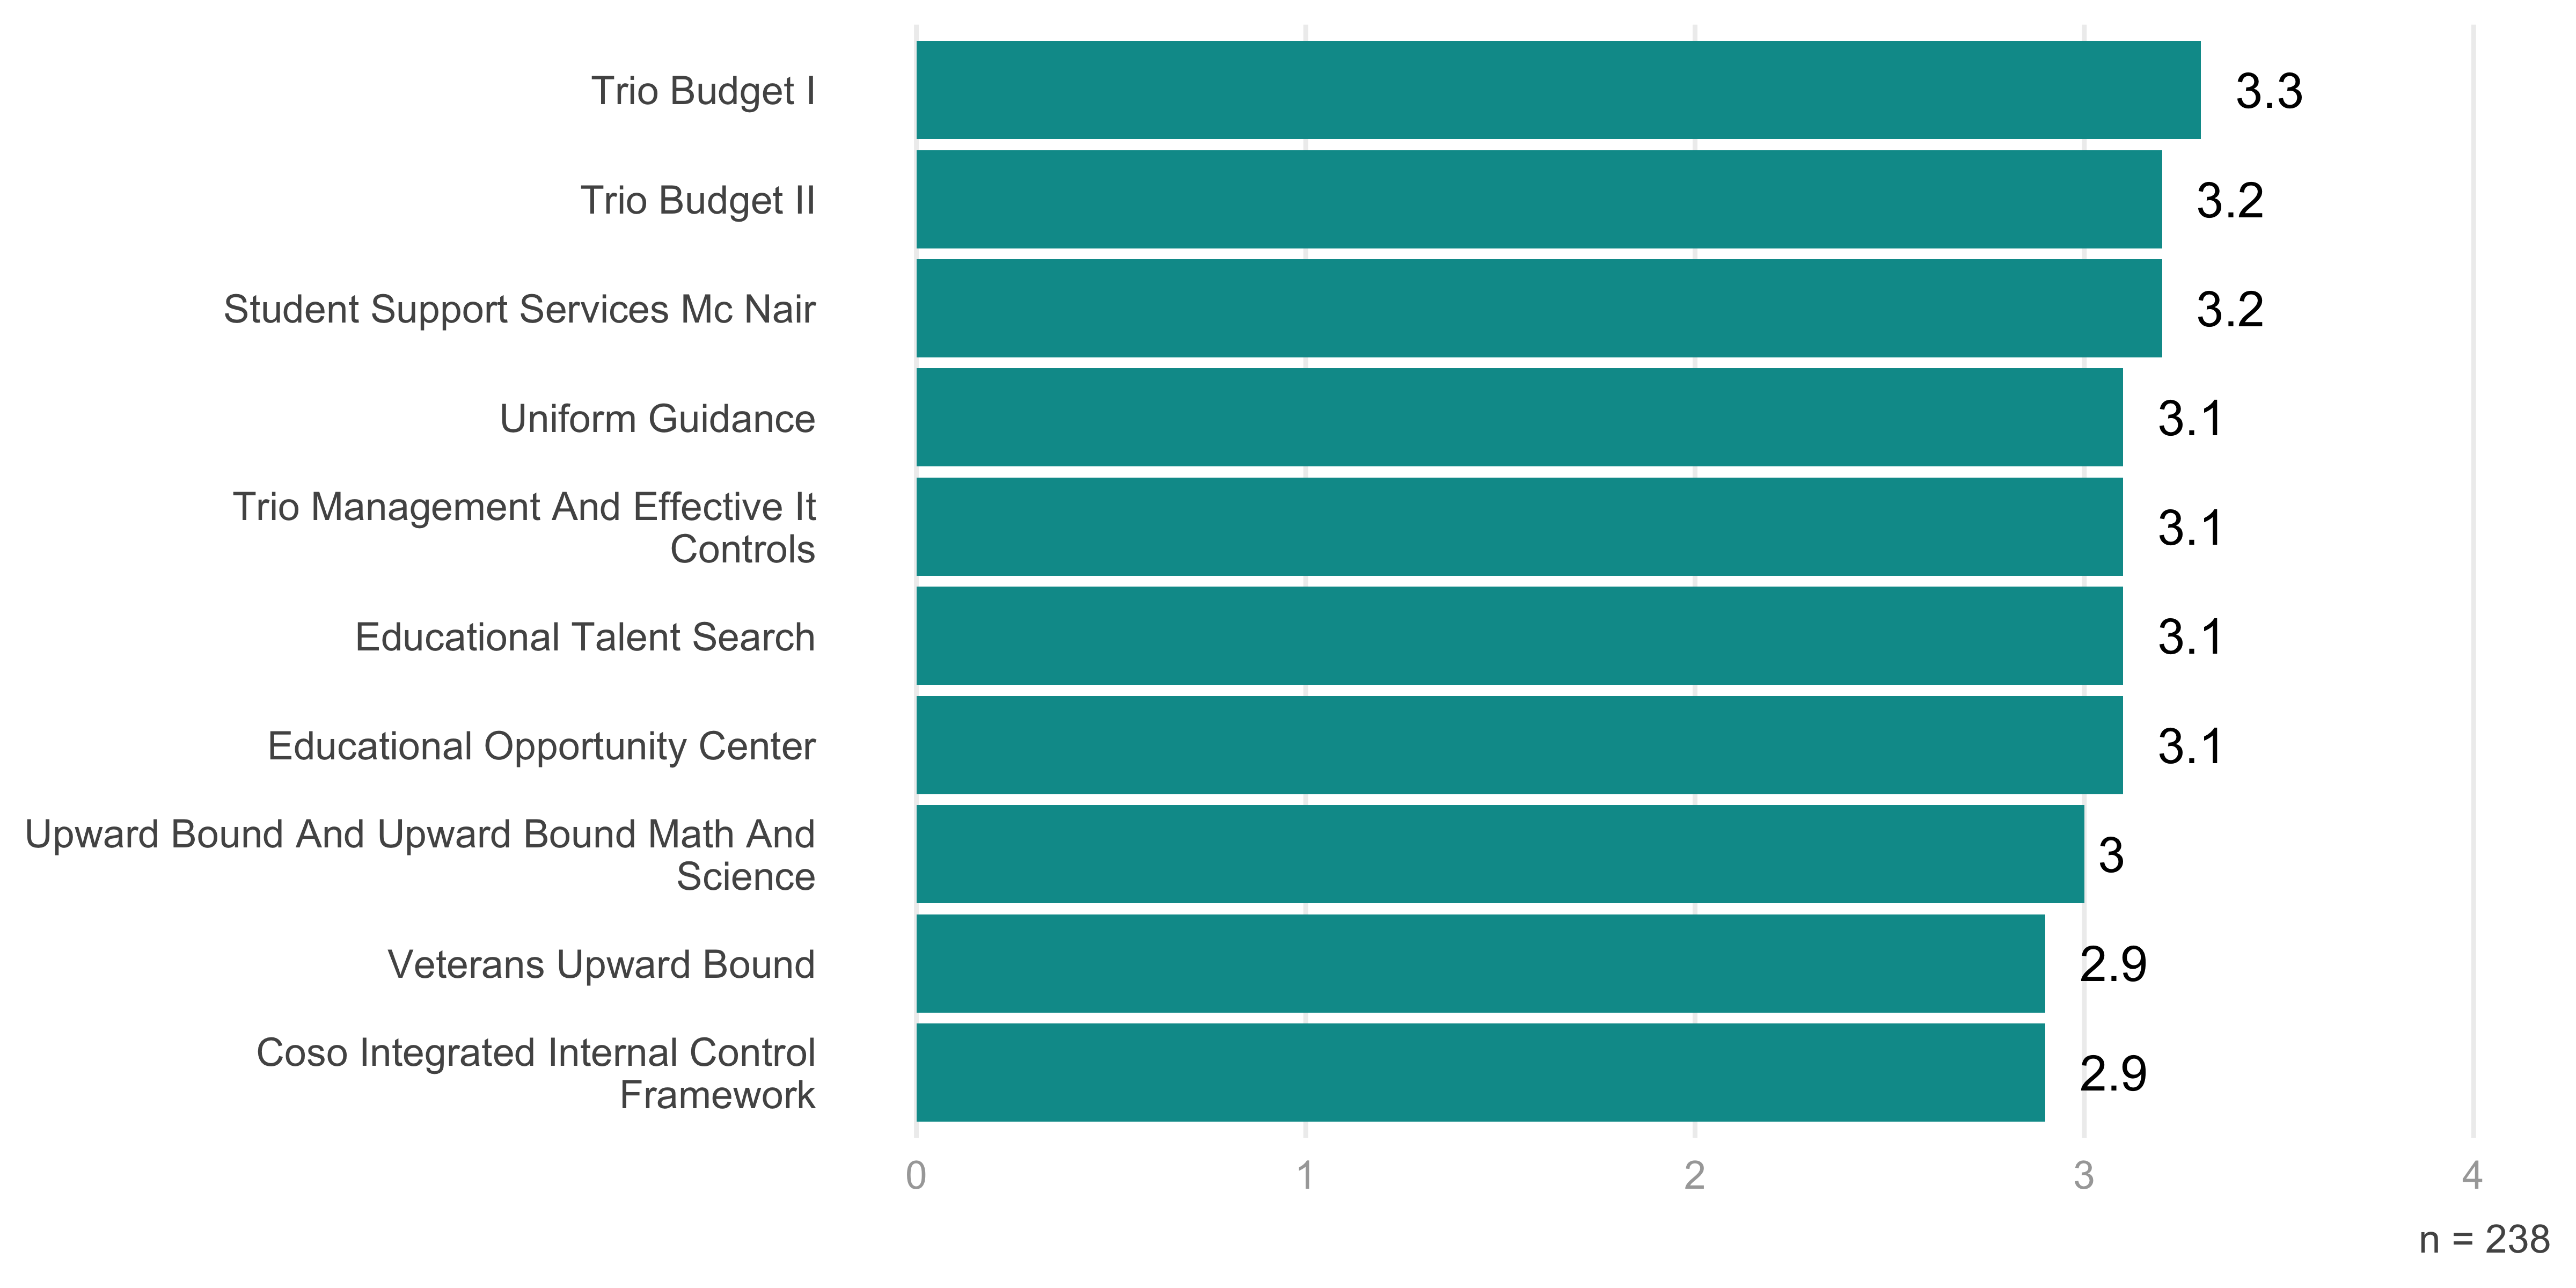 Trio Budget I
3.3
Trio Budget II
3.2
Student Support Services Mc Nair
3.2
Uniform Guidance
3.1
Trio Management And Effective It
Controls
3.1
Educational Talent Search
3.1
Educational Opportunity Center
3.1
Upward Bound And Upward Bound Math And
Science
3
Veterans Upward Bound
2.9
Coso Integrated Internal Control
Framework
2.9
0 1 2 3 4
n = 238